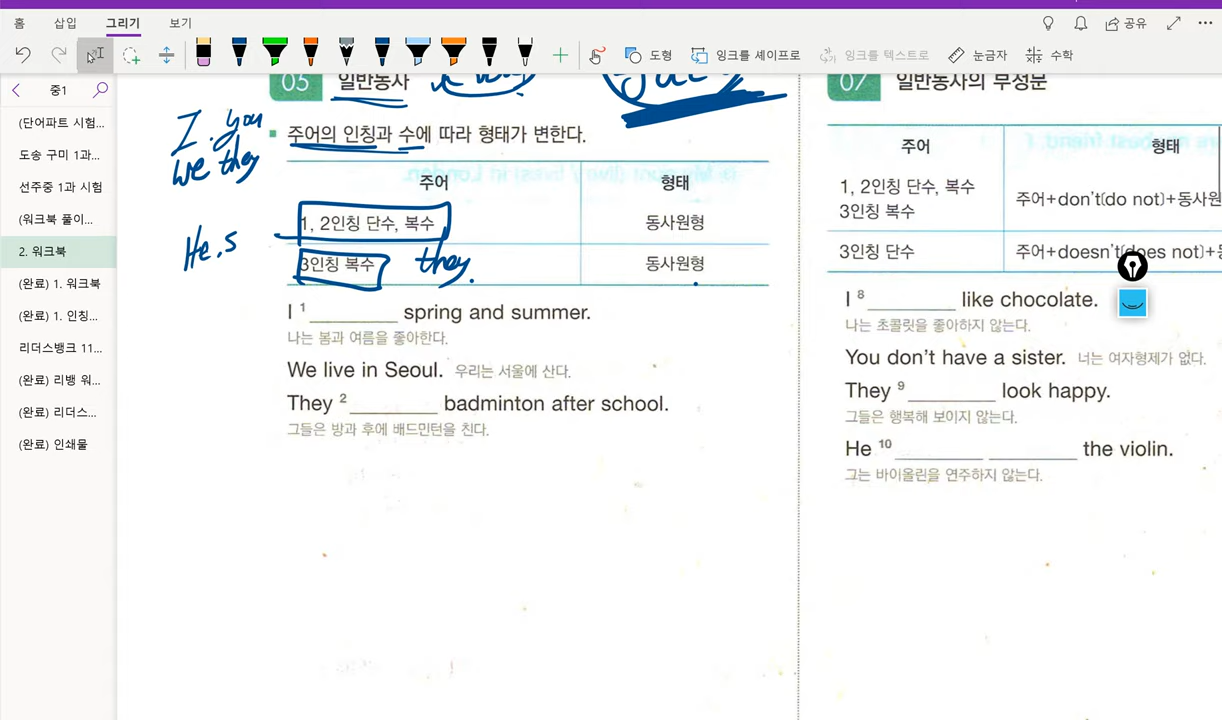 홈 삽입 그리기 보기
공유
도형 잉크를 셰이프로 잉크를 텍스트로 눈금자 수학
중1
(단어파트 시험...
도송 구미 1과...
선주중 1과 시험
(워크북 풀이...
2. 워크북
(완료) 1. 워크북
(완료) 1. 인칭...
리더스뱅크 11...
(완료) 리뱅 워...
(완료) 리더스...
(완료) 인쇄물
05 일반동사
I. you
we they
주어의 인칭과 수에 따라 형태가 변한다.
주어 형태
1, 2인칭 단수, 복수 동사원형
He, s
3인칭 복수 they. 동사원형
I 1 ________ spring and summer.
나는 봄과 여름을 좋아한다.
We live in Seoul. 우리는 서울에 산다.
They 2 ________ badminton after school.
그들은 방과 후에 배드민턴을 친다.
07 일반동사의 부정문
주어 형태
1, 2인칭 단수, 복수
3인칭 복수
주어+don't(do not)+동사원
3인칭 단수 주어+doesn't(does not)+
I 8 ________ like chocolate.
나는 초콜릿을 좋아하지 않는다.
You don't have a sister. 너는 여자형제가 없다.
They 9 ________ look happy.
그들은 행복해 보이지 않는다.
He 10 ________ ________ the violin.
그는 바이올린을 연주하지 않는다.